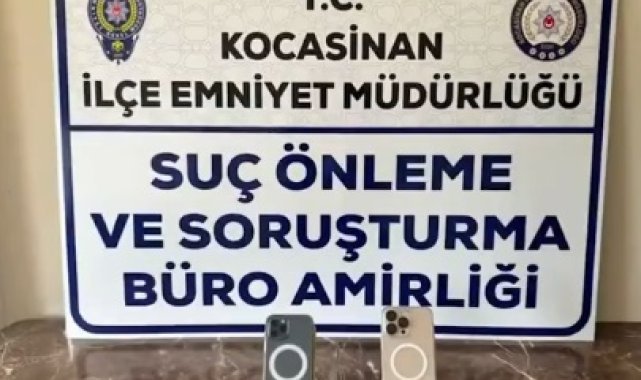 T.C.
KOCASİNAN
İLÇE EMNİYET MÜDÜRLÜĞÜ
SUÇ ÖNLEME
VE SORUŞTURMA
BÜRO AMİRLİĞİ